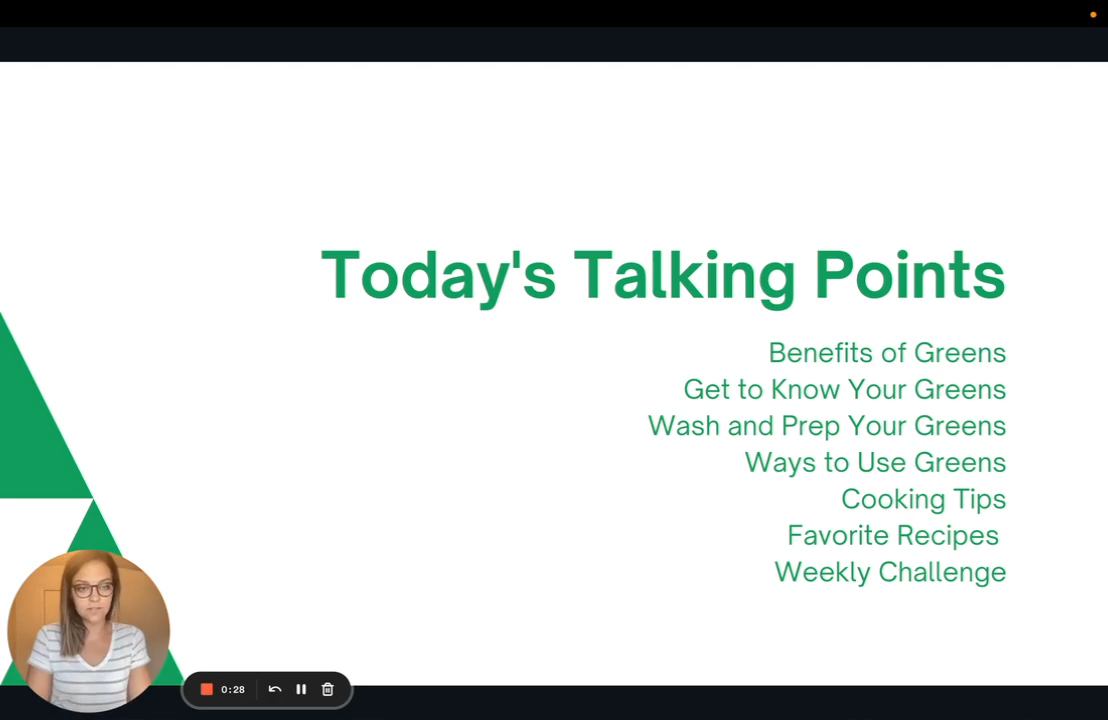 Today's Talking Points
Benefits of Greens
Get to Know Your Greens
Wash and Prep Your Greens
Ways to Use Greens
Cooking Tips
Favorite Recipes
Weekly Challenge
0:28